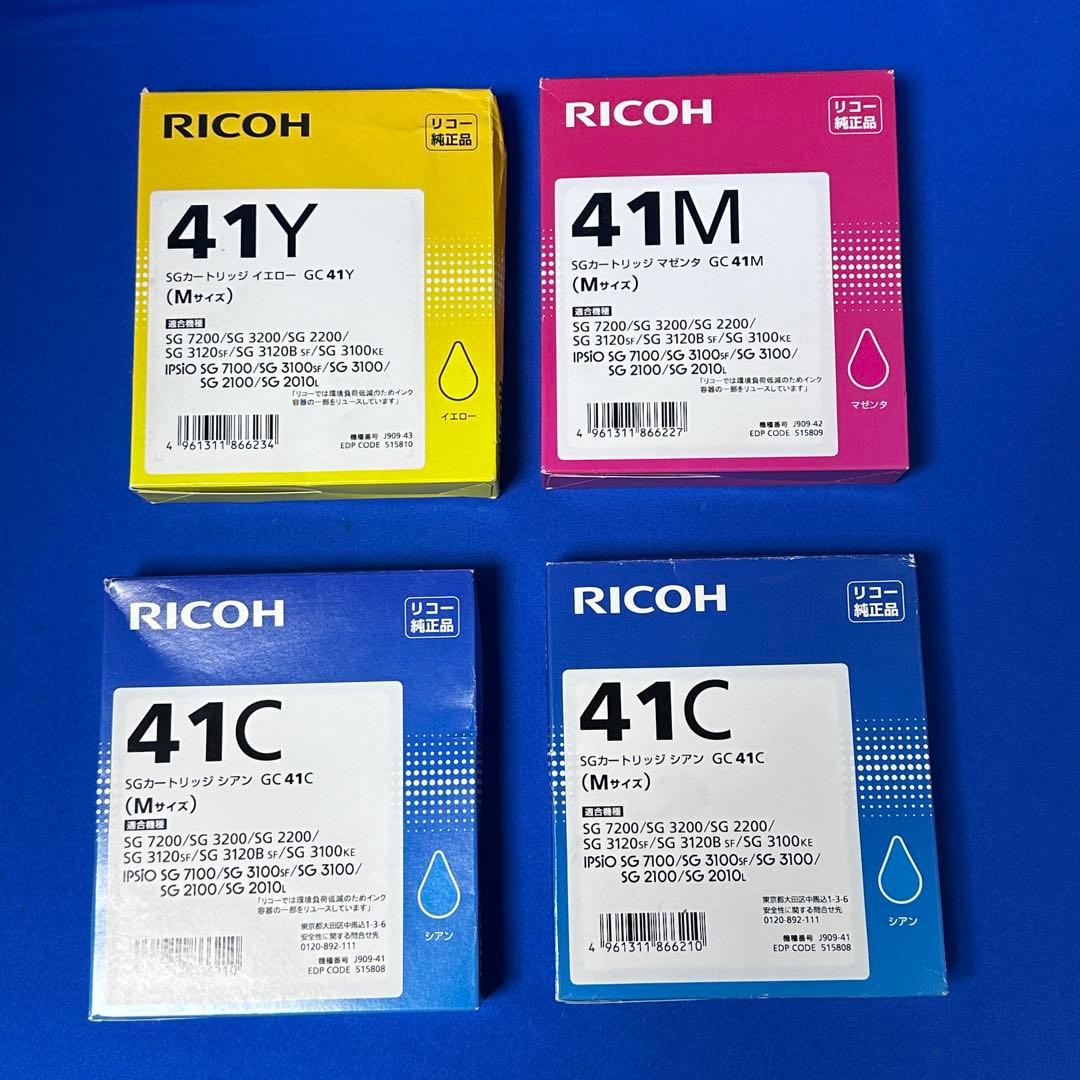 RICOH
リコー
純正品
41Y
SGカートリッジ イエロー GC 41Y
(Mサイズ)
適合機種
SG 7200/SG 3200/SG 2200/
SG 3120SF/SG 3120B SF/SG 3100KE
IPSiO SG 7100/SG 3100SF/SG 3100/
SG 2100/SG 2010L
「リコーでは環境負荷低減のためインク
容器の一部をリユースしています」
イエロー
4 961311 866234
機種番号 J909-43
EDP CODE 515810
RICOH
リコー
純正品
41M
SGカートリッジ マゼンタ GC 41M
(Mサイズ)
適合機種
SG 7200/SG 3200/SG 2200/
SG 3120SF/SG 3120B SF/SG 3100KE
IPSiO SG 7100/SG 3100SF/SG 3100/
SG 2100/SG 2010L
「リコーでは環境負荷低減のためインク
容器の一部をリユースしています」
マゼンタ
4 961311 866227
機種番号 J909-42
EDP CODE 515809
RICOH
リコー
純正品
41C
SGカートリッジ シアン GC 41C
(Mサイズ)
適合機種
SG 7200/SG 3200/SG 2200/
SG 3120SF/SG 3120B SF/SG 3100KE
IPSiO SG 7100/SG 3100SF/SG 3100/
SG 2100/SG 2010L
「リコーでは環境負荷低減のためインク
容器の一部をリユースしています」
シアン
東京都大田区中馬込1-3-6
安全性に関する問合せ先
0120-892-111
機種番号 J909-41
EDP CODE 515808
RICOH
リコー
純正品
41C
SGカートリッジ シアン GC 41C
(Mサイズ)
適合機種
SG 7200/SG 3200/SG 2200/
SG 3120SF/SG 3120B SF/SG 3100KE
IPSiO SG 7100/SG 3100SF/SG 3100/
SG 2100/SG 2010L
シアン
東京都大田区中馬込1-3-6
安全性に関する問合せ先
0120-892-111
4 961311 866210
機種番号 J909-41
EDP CODE 515808